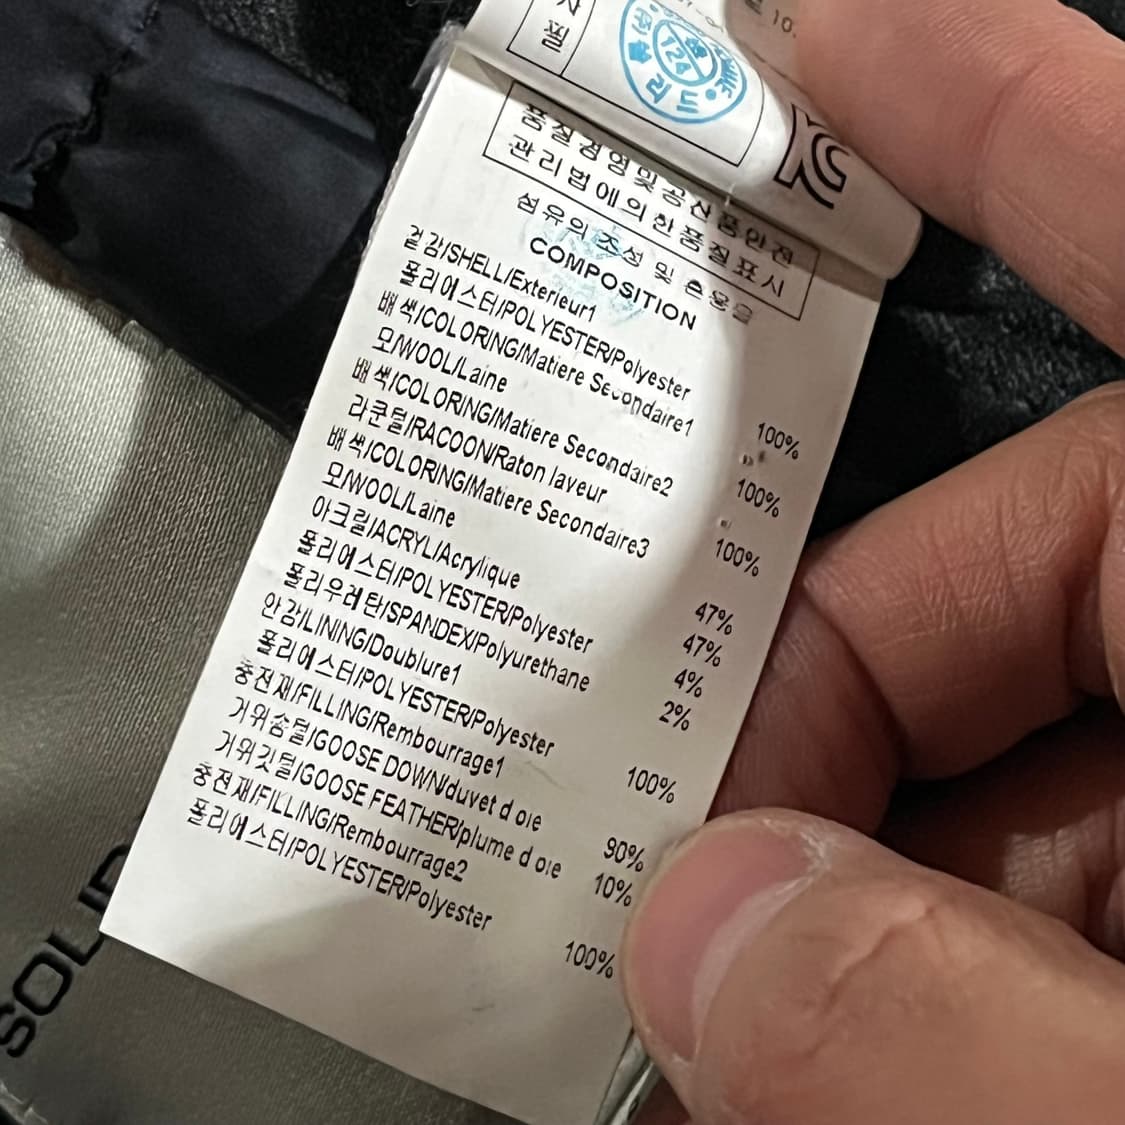 필
품질경영및공산품안전
관리법에의한품질표시
섬유의 조성 및 혼용율
COMPOSITION
겉감/SHELL/Exterieur1
폴리에스터/POLYESTER/Polyester 100%
배색/COLORING/Matiere Secondaire1
모/WOOL/Laine 100%
배색/COLORING/Matiere Secondaire2
라쿤털/RACOON/Raton laveur 100%
배색/COLORING/Matiere Secondaire3
모/WOOL/Laine 47%
아크릴/ACRYL/Acrylique 47%
폴리에스터/POLYESTER/Polyester 4%
폴리우레탄/SPANDEX/Polyurethane 2%
안감/LINING/Doublure1
폴리에스터/POLYESTER/Polyester 100%
충전재/FILLING/Rembourrage1
거위솜털/GOOSE DOWN/duvet d oie 90%
거위깃털/GOOSE FEATHER/plume d oie 10%
충전재/FILLING/Rembourrage2
폴리에스터/POLYESTER/Polyester 100%
SOLID